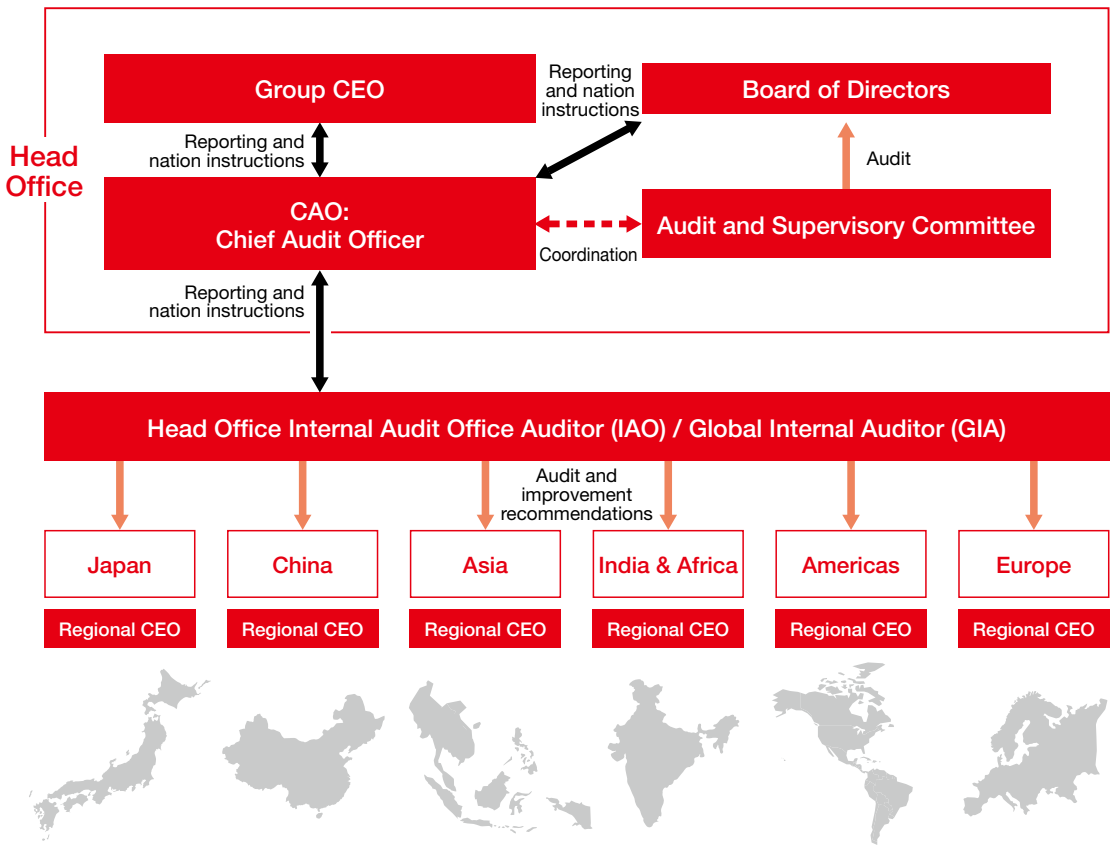 Head
Office
Group CEO
Reporting
and nation
instructions
Board of Directors
Reporting and
nation instructions
Audit
CAO:
Chief Audit Officer
Coordination
Audit and Supervisory Committee
Reporting and
nation instructions
Head Office Internal Audit Office Auditor (IAO) / Global Internal Auditor (GIA)
Audit and
improvement
recommendations
Japan
China
Asia
India & Africa
Americas
Europe
Regional CEO
Regional CEO
Regional CEO
Regional CEO
Regional CEO
Regional CEO